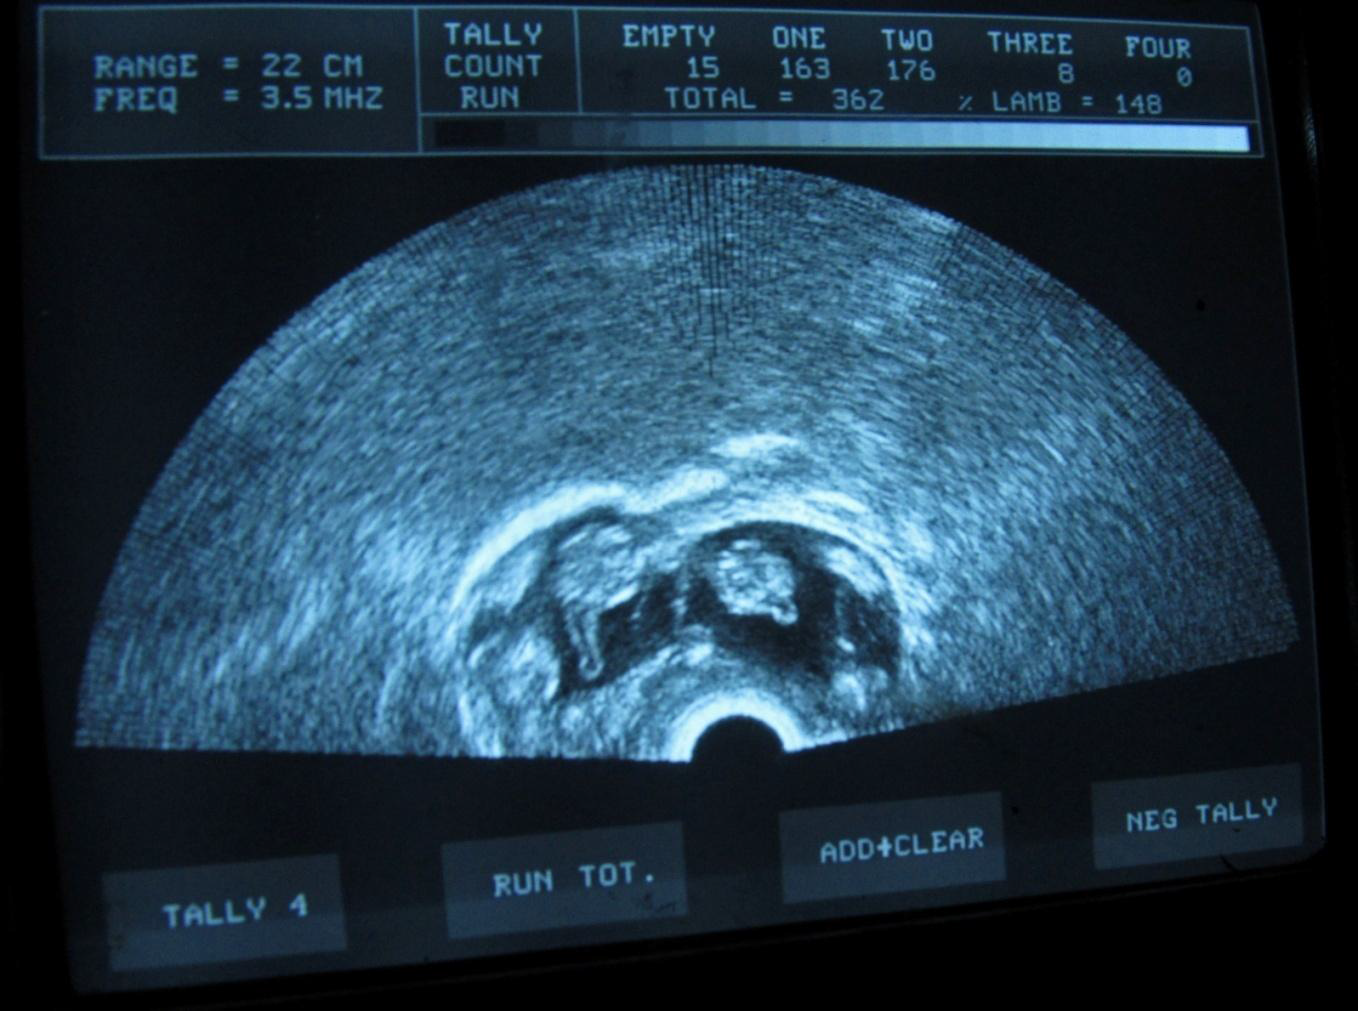 RANGE = 22 CM
FREQ = 3.5 MHZ
TALLY
COUNT
RUN
EMPTY ONE TWO THREE FOUR
15 163 176 8 0
TOTAL = 362 % LAMB = 148
TALLY 4
RUN TOT.
ADD+CLEAR
NEG TALLY